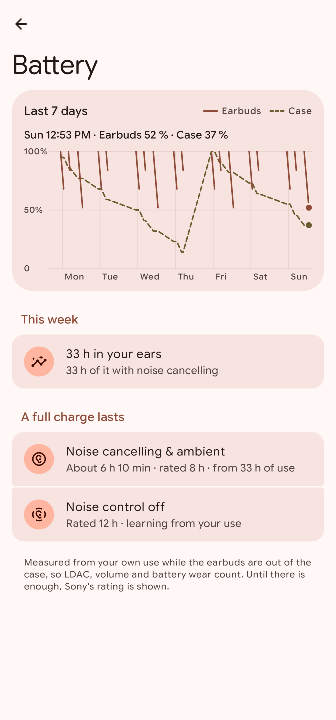 Battery
Last 7 days
Earbuds
Case
Sun 12:53 PM · Earbuds 52 % · Case 37 %
100%
50%
0
Mon
Tue
Wed
Thu
Fri
Sat
Sun
This week
33 h in your ears
33 h of it with noise cancelling
A full charge lasts
Noise cancelling & ambient
About 6 h 10 min · rated 8 h · from 33 h of use
Noise control off
Rated 12 h · learning from your use
Measured from your own use while the earbuds are out of the
case, so LDAC, volume and battery wear count. Until there is
enough, Sony's rating is shown.